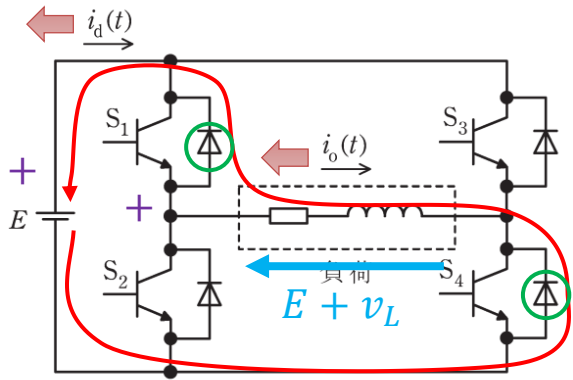 i_d(t)
S_1
S_3
i_o(t)
+
+
E
S_2
負荷
S_4
E + v_L